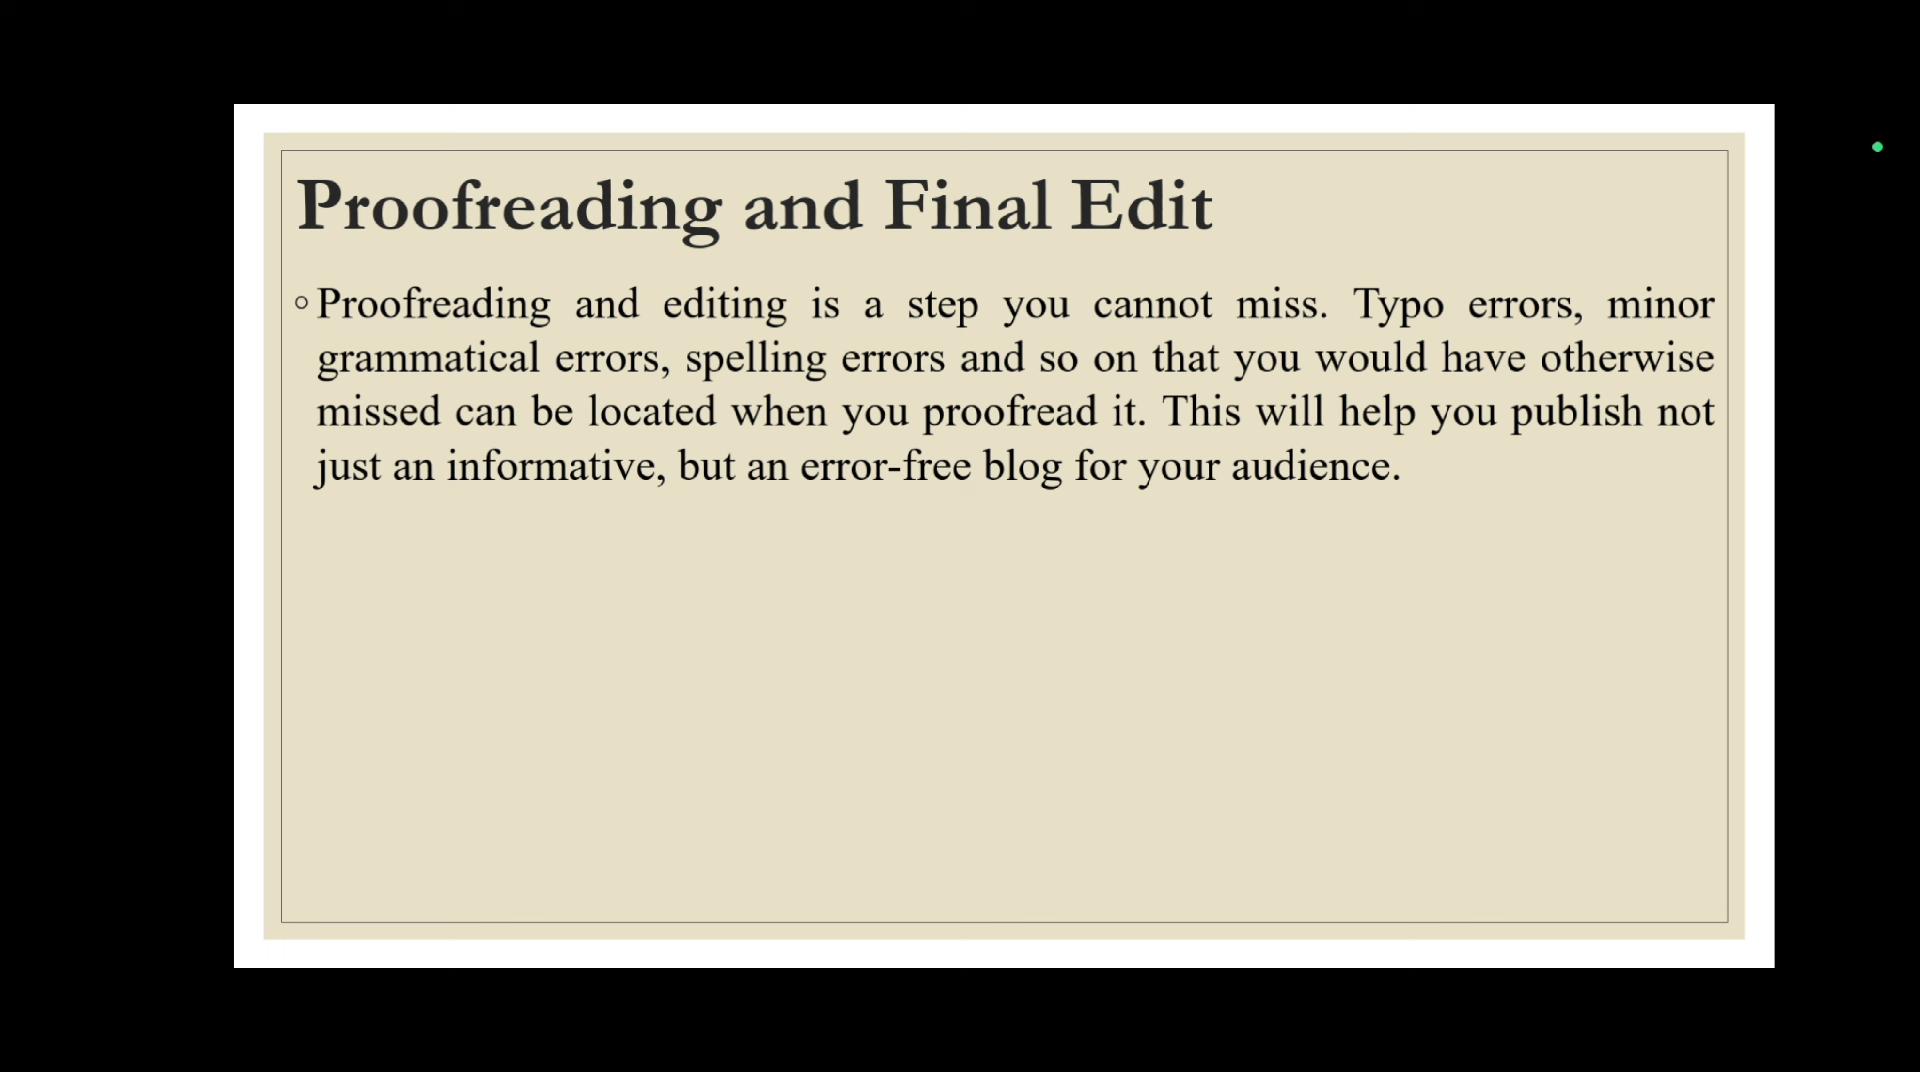 Proofreading and Final Edit
◦ Proofreading and editing is a step you cannot miss. Typo errors, minor
grammatical errors, spelling errors and so on that you would have otherwise
missed can be located when you proofread it. This will help you publish not
just an informative, but an error-free blog for your audience.